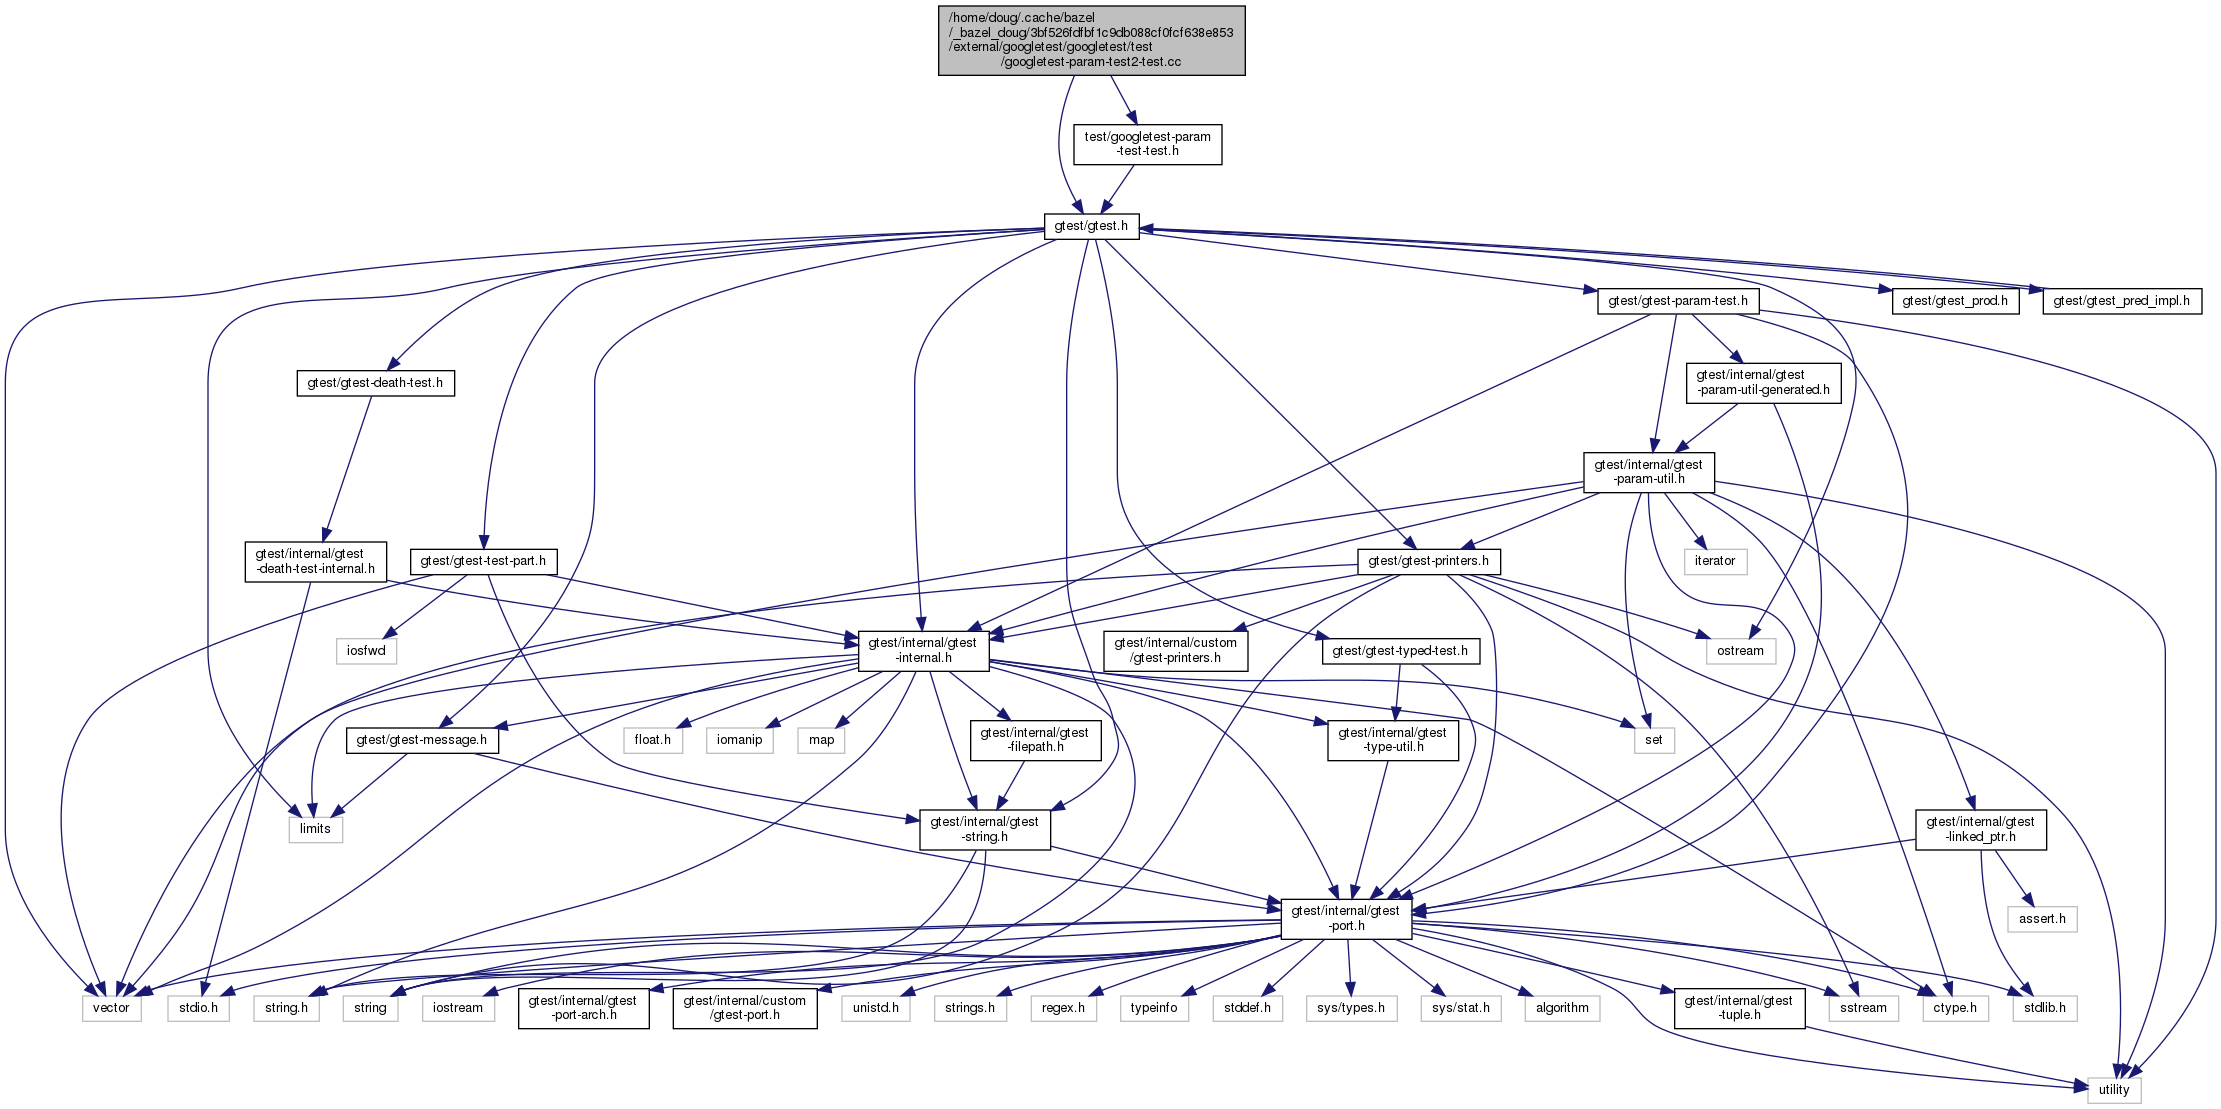 /home/doug/.cache/bazel
/_bazel_doug/3bf526fdfbf1c9db088cf0fcf638e853
/external/googletest/googletest/test
/googletest-param-test2-test.cc
test/googletest-param
-test-test.h
gtest/gtest.h
gtest/gtest-param-test.h
gtest/gtest_prod.h
gtest/gtest_pred_impl.h
gtest/gtest-death-test.h
gtest/internal/gtest
-param-util-generated.h
gtest/internal/gtest
-param-util.h
gtest/internal/gtest
-death-test-internal.h
gtest/gtest-test-part.h
gtest/gtest-printers.h
iterator
iosfwd
gtest/internal/gtest
-internal.h
gtest/internal/custom
/gtest-printers.h
gtest/gtest-typed-test.h
ostream
gtest/gtest-message.h
float.h
iomanip
map
gtest/internal/gtest
-filepath.h
gtest/internal/gtest
-type-util.h
set
limits
gtest/internal/gtest
-string.h
gtest/internal/gtest
-linked_ptr.h
gtest/internal/gtest
-port.h
assert.h
vector
stdio.h
string.h
string
iostream
gtest/internal/gtest
-port-arch.h
gtest/internal/custom
/gtest-port.h
unistd.h
strings.h
regex.h
typeinfo
stddef.h
sys/types.h
sys/stat.h
algorithm
gtest/internal/gtest
-tuple.h
sstream
ctype.h
stdlib.h
utility